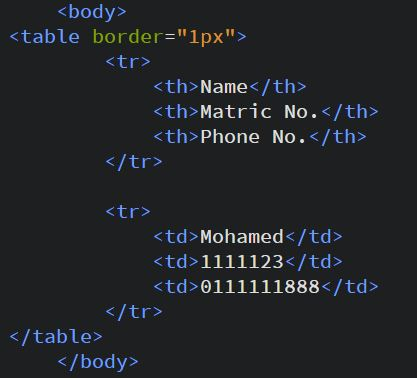 <body>
<table border="1px">
<tr>
<th>Name</th>
<th>Matric No.</th>
<th>Phone No.</th>
</tr>
<tr>
<td>Mohamed</td>
<td>1111123</td>
<td>0111111888</td>
</tr>
</table>
</body>